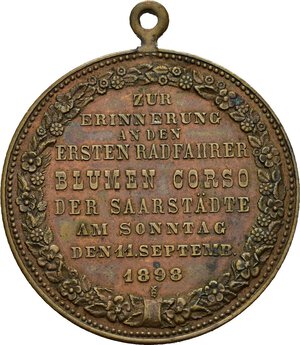 ZUR
ERINNERUNG
AN DEN
ERSTEN RADFAHRER
BLUMEN CORSO
DER SAARSTÄDTE
AM SONNTAG
DEN 11. SEPTEMB.
1898